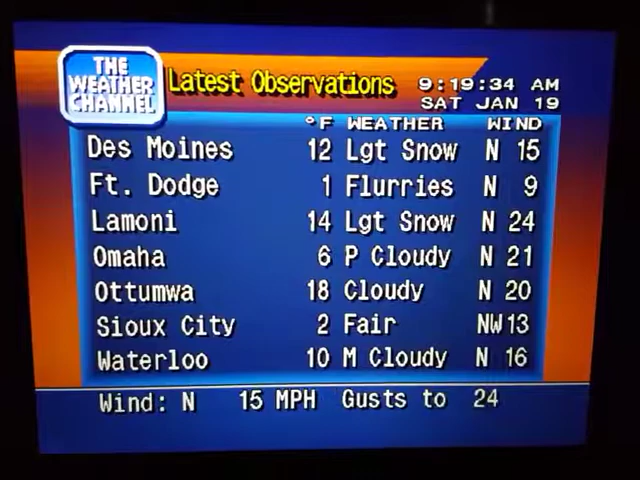 THE
WEATHER
CHANNEL
Latest Observations
9:19:34 AM
SAT JAN 19
°F WEATHER WIND
Des Moines 12 Lgt Snow N 15
Ft. Dodge 1 Flurries N 9
Lamoni 14 Lgt Snow N 24
Omaha 6 P Cloudy N 21
Ottumwa 18 Cloudy N 20
Sioux City 2 Fair NW13
Waterloo 10 M Cloudy N 16
Wind: N 15 MPH Gusts to 24